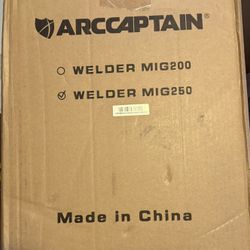 ARCCAPTAIN®
WELDER MIG200
WELDER MIG250
Made in China